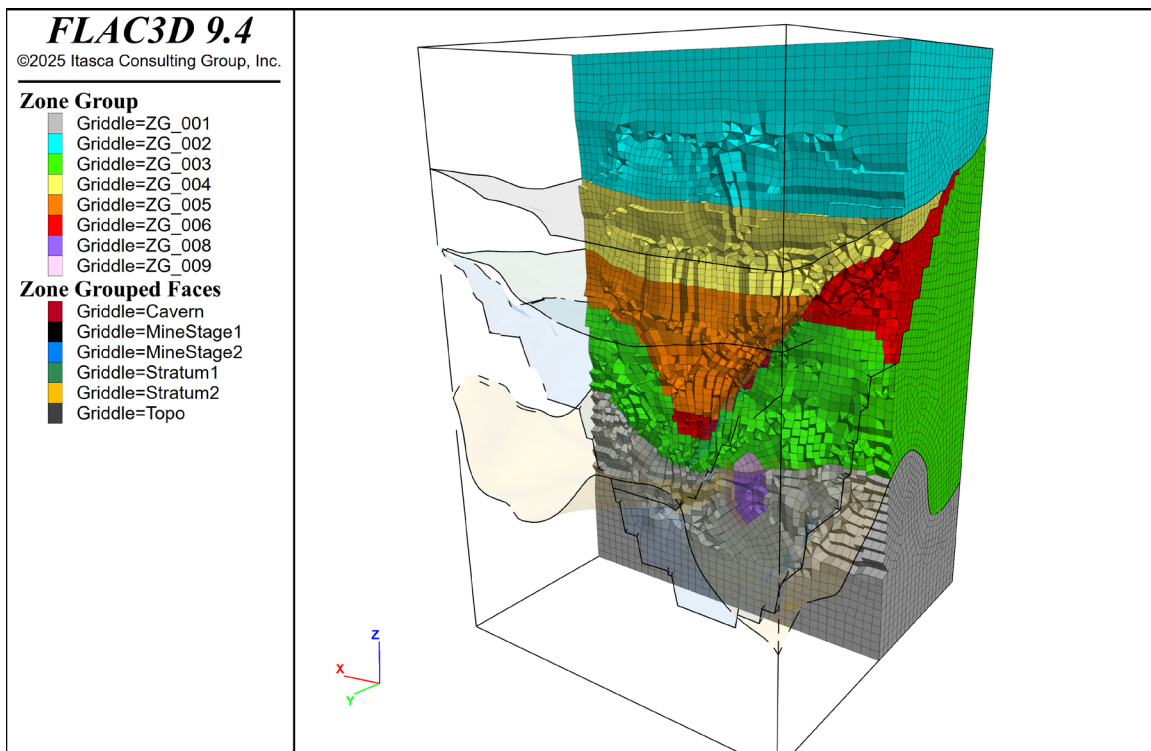 FLAC3D 9.4
©2025 Itasca Consulting Group, Inc.
Zone Group
Griddle=ZG_001
Griddle=ZG_002
Griddle=ZG_003
Griddle=ZG_004
Griddle=ZG_005
Griddle=ZG_006
Griddle=ZG_008
Griddle=ZG_009
Zone Grouped Faces
Griddle=Cavern
Griddle=MineStage1
Griddle=MineStage2
Griddle=Stratum1
Griddle=Stratum2
Griddle=Topo
Z
X
Y